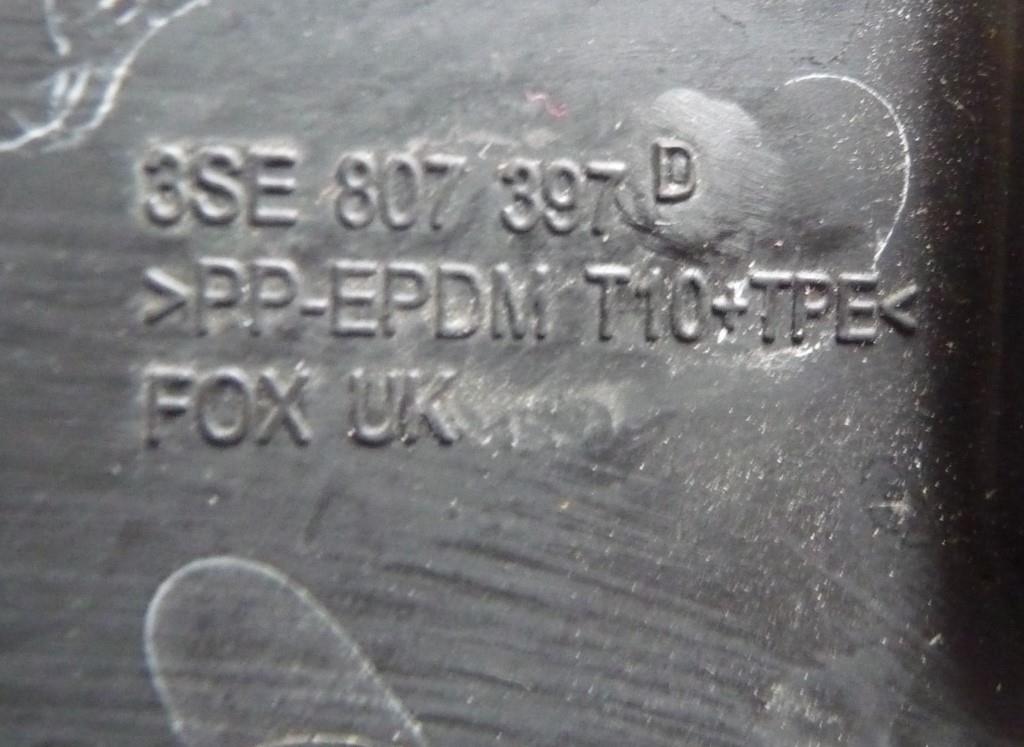 3SE 807 397 D
>PP-EPDM T10+TPE<
FOX UK